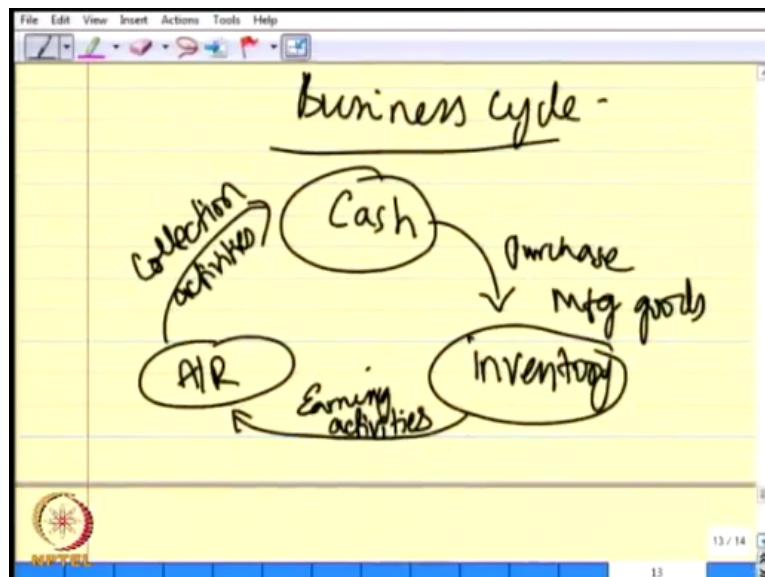 File Edit View Insert Actions Tools Help
Business Cycle -
Cash
Collection
activities
Purchase
Mfg goods
A/R
Earning
activities
Inventory
NPTEL
13 / 14
13